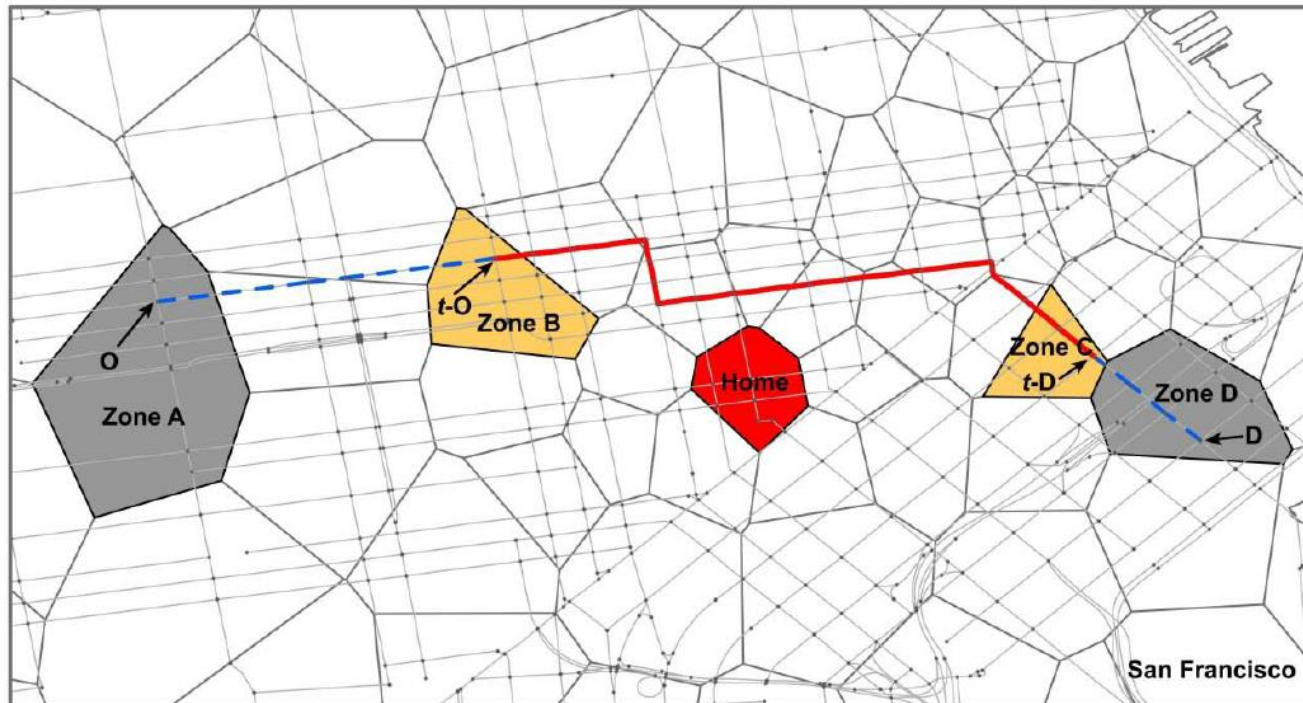 t-O
Zone B
O
Zone C
Home
t-D
Zone D
Zone A
D
San Francisco